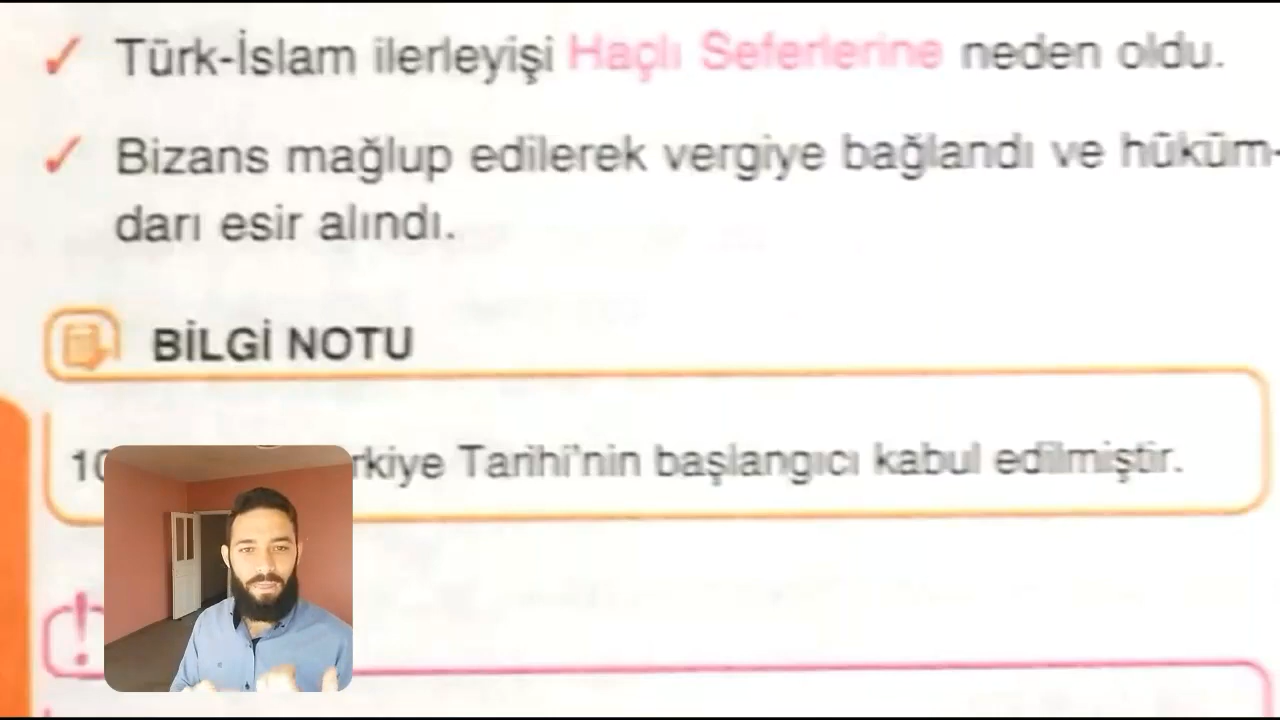 Türk-İslam ilerleyişi Haçlı Seferlerine neden oldu.
Bizans mağlup edilerek vergiye bağlandı ve hüküm-
darı esir alındı.
BİLGİ NOTU
Tarihi'nin başlangıcı kabul edilmiştir.